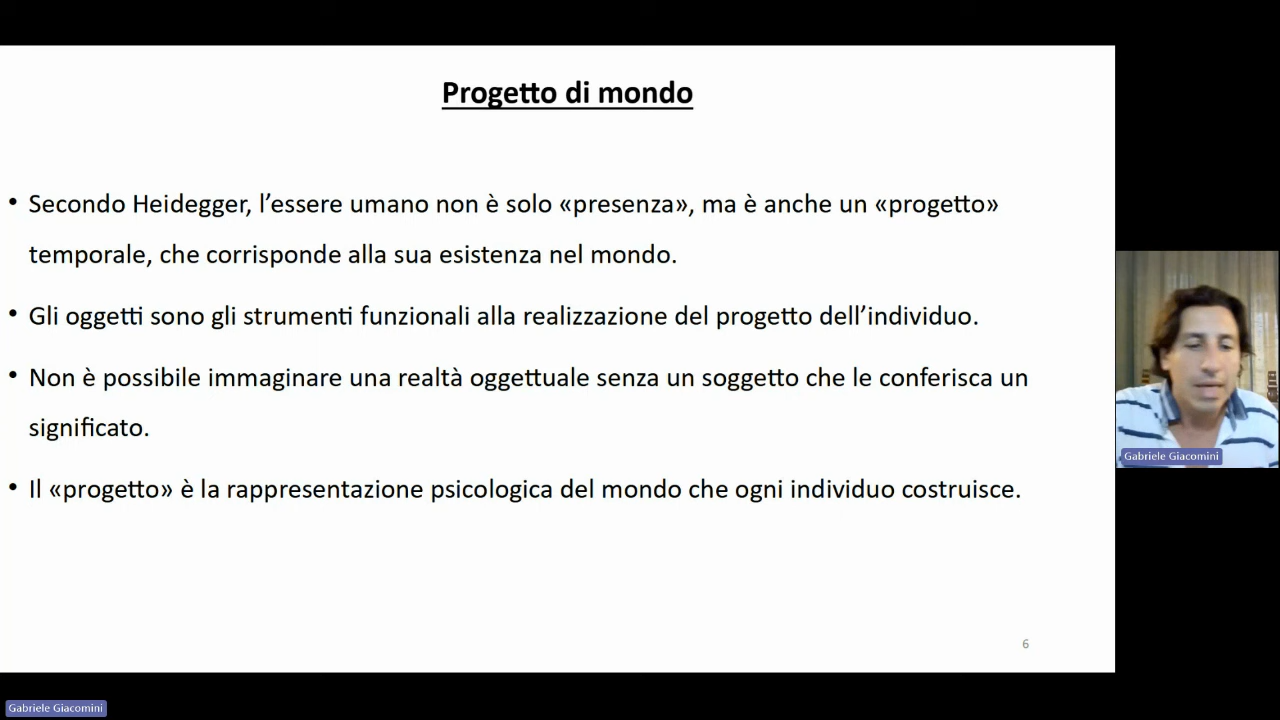 Progetto di mondo
• Secondo Heidegger, l’essere umano non è solo «presenza», ma è anche un «progetto»
temporale, che corrisponde alla sua esistenza nel mondo.
• Gli oggetti sono gli strumenti funzionali alla realizzazione del progetto dell’individuo.
• Non è possibile immaginare una realtà oggettuale senza un soggetto che le conferisca un
significato.
• Il «progetto» è la rappresentazione psicologica del mondo che ogni individuo costruisce.
6
Gabriele Giacomini
Gabriele Giacomini